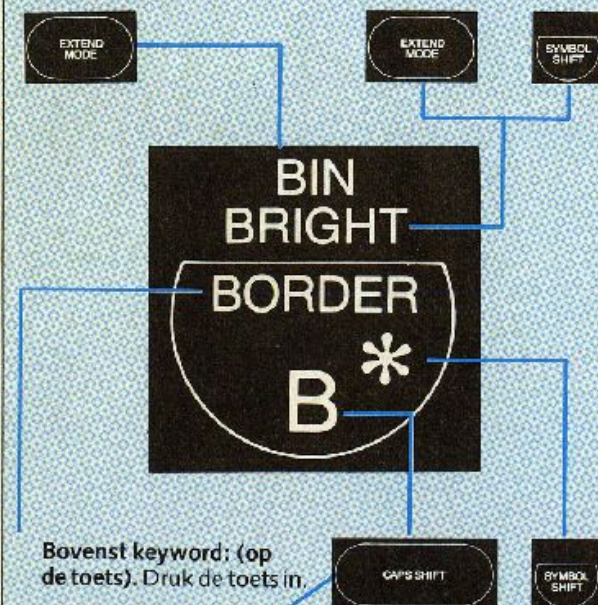 EXTEND
MODE
EXTEND
MODE
SYMBOL
SHIFT
BIN
BRIGHT
BORDER
B *
Bovenst keyword: (op
de toets). Druk de toets in.
CAPS SHIFT
SYMBOL
SHIFT